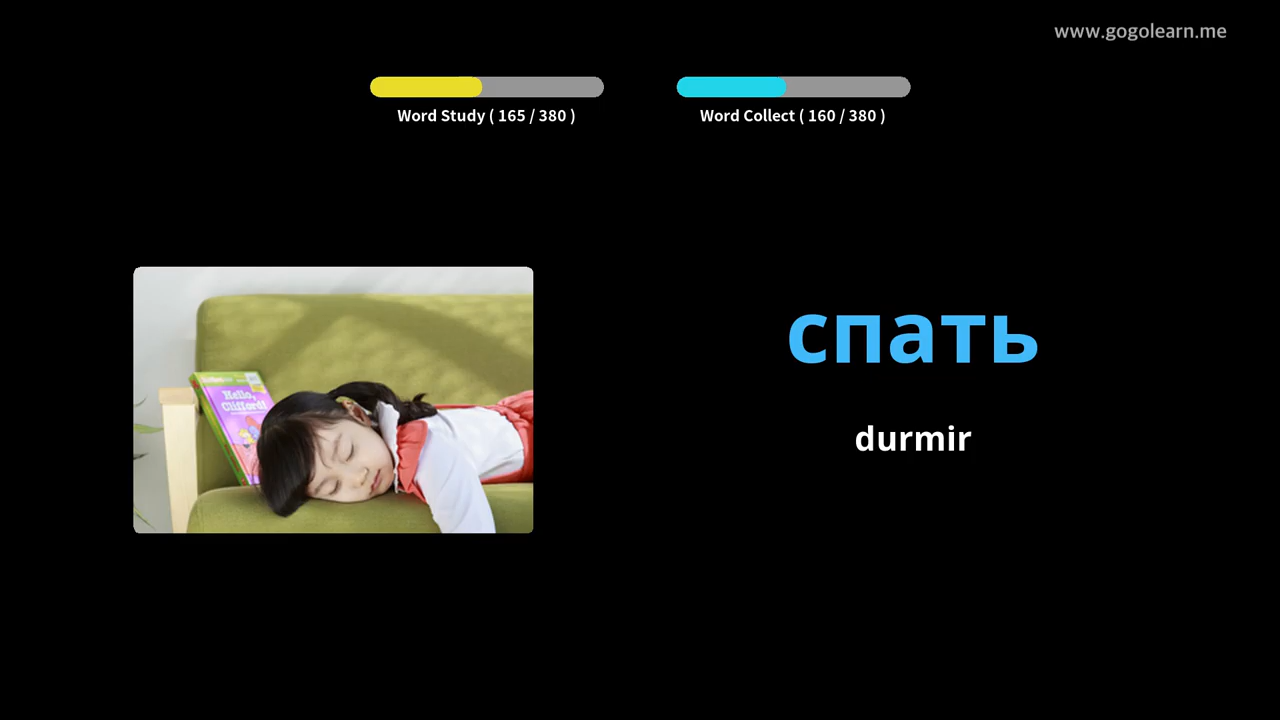 www.gogolearn.me
Word Study ( 165 / 380 )
Word Collect ( 160 / 380 )
Hello,
Clifford!
спать
durmir